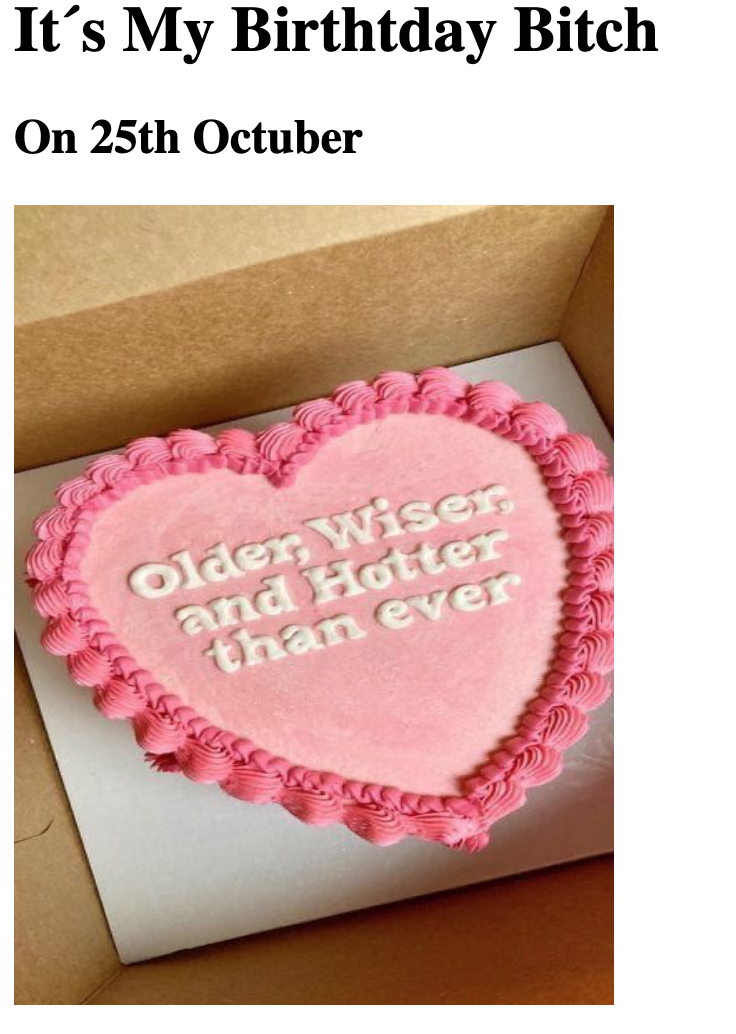 It´s My Birthtday Bitch
On 25th Octuber
Older, Wiser,
and Hotter
than ever